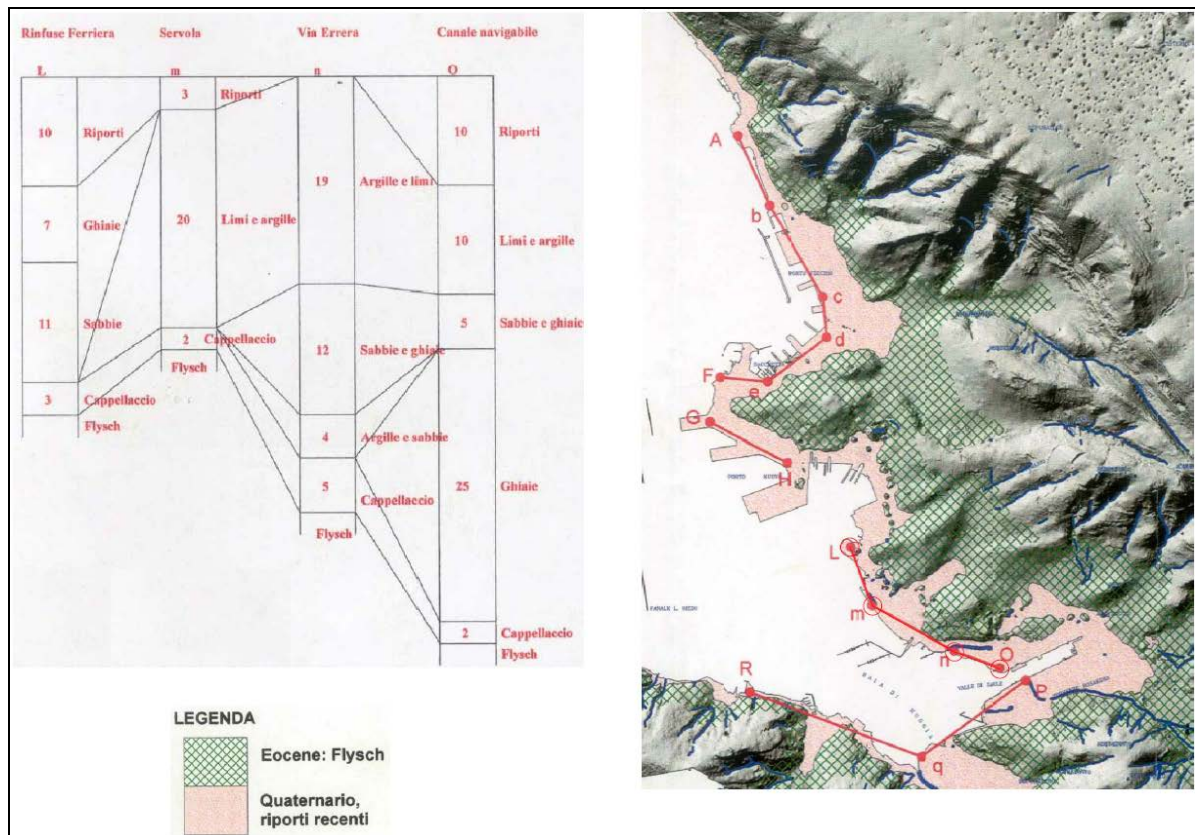 Rinfuse Ferriera Servola Via Errera Canale navigabile
L m n O
3 Riporti
10 Riporti
10 Riporti
19 Argille e lìmi
7 Ghiaie
20 Limi e argille
10 Limi e argille
11 Sabbie
5 Sabbie e ghiaie
2 Cappellaccio
12 Sabbie e ghiaie
Flysch
3 Cappellaccio
Flysch
4 Argille e sabbie
5 Cappellaccio
25 Ghiaie
Flysch
2 Cappellaccio
Flysch
LEGENDA
Eocene: Flysch
Quaternario,
riporti recenti
A
b
c
d
F
e
G
H
PORTO NUOVO
L
m
CANALE L. MEDIO
n
O
VALLE DI ZAULE
P
R
BAIA DI MUGGIA
q